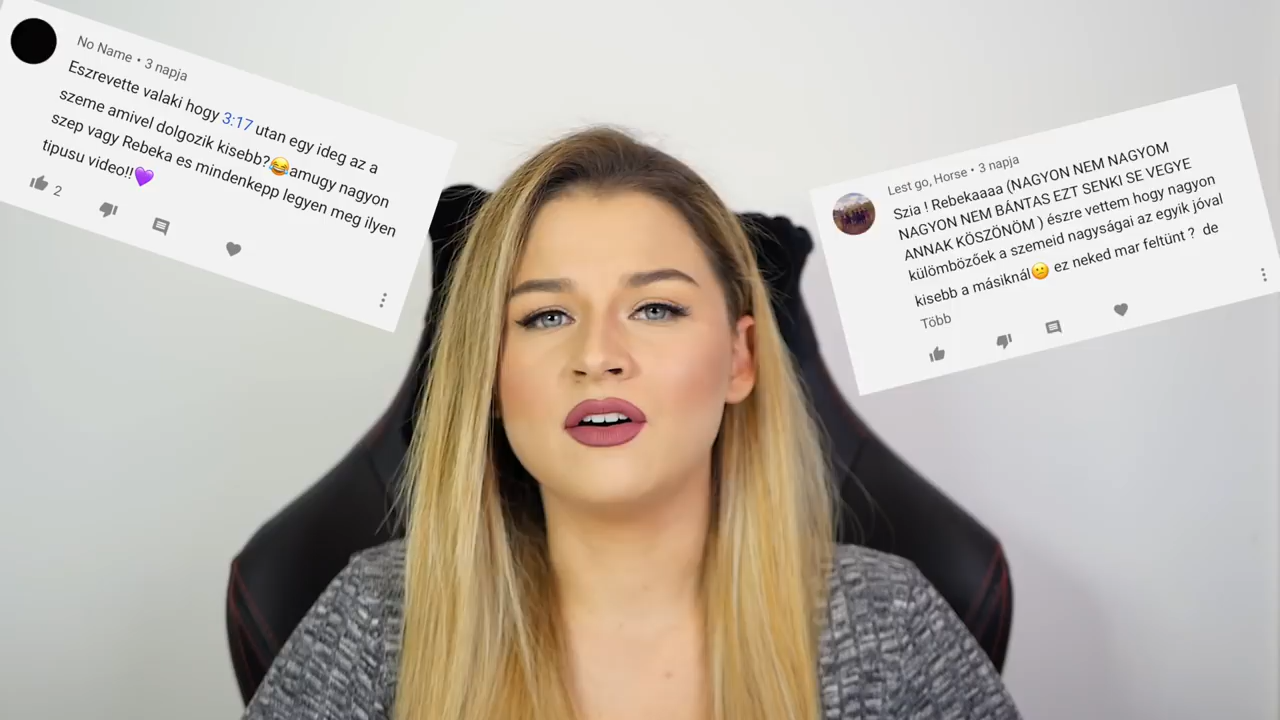 No Name • 3 napja
Eszrevette valaki hogy 3:17 utan egy ideg az a
szeme amivel dolgozik kisebb?😂amugy nagyon
szep vagy Rebeka es mindenkepp legyen meg ilyen
tipusu video!!💜
2
Lest go, Horse • 3 napja
Szia ! Rebekaaaa (NAGYON NEM NAGYOM
NAGYON NEM BÁNTAS EZT SENKI SE VEGYE
ANNAK KÖSZÖNÖM ) észre vettem hogy nagyon
külömbözőek a szemeid nagyságai az egyik jóval
kisebb a másiknál😕 ez neked mar feltünt ? de
Több